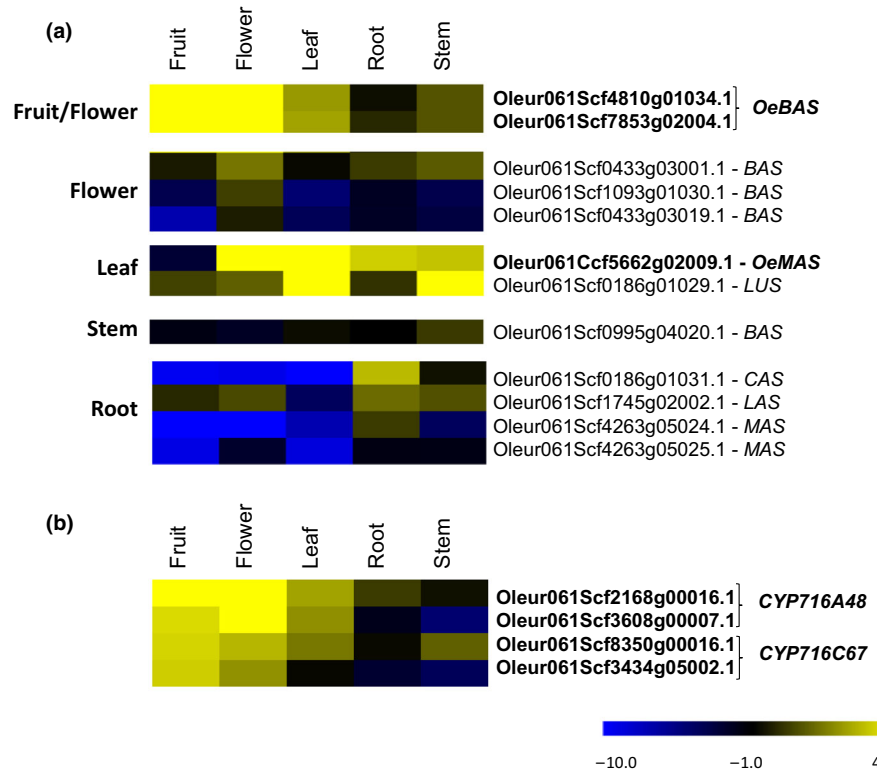 (a)
Fruit Flower Leaf Root Stem
Fruit/Flower
Oleur061Scf4810g01034.1
Oleur061Scf7853g02004.1
OeBAS
Flower
Oleur061Scf0433g03001.1 - BAS
Oleur061Scf1093g01030.1 - BAS
Oleur061Scf0433g03019.1 - BAS
Leaf
Oleur061Ccf5662g02009.1 - OeMAS
Oleur061Scf0186g01029.1 - LUS
Stem
Oleur061Scf0995g04020.1 - BAS
Root
Oleur061Scf0186g01031.1 - CAS
Oleur061Scf1745g02002.1 - LAS
Oleur061Scf4263g05024.1 - MAS
Oleur061Scf4263g05025.1 - MAS
(b)
Fruit Flower Leaf Root Stem
Oleur061Scf2168g00016.1
Oleur061Scf3608g00007.1
CYP716A48
Oleur061Scf8350g00016.1
Oleur061Scf3434g05002.1
CYP716C67
−10.0 −1.0 4